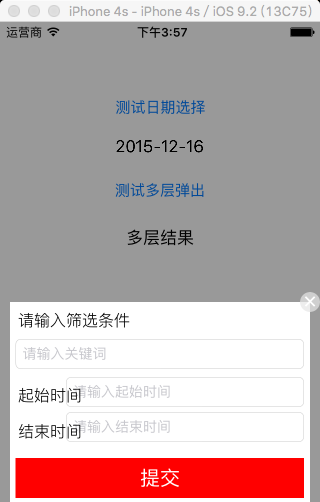 iPhone 4s - iPhone 4s / iOS 9.2 (13C75)
运营商 下午3:57
测试日期选择
2015-12-16
测试多层弹出
多层结果
请输入筛选条件
请输入关键词
起始时间 请输入起始时间
结束时间 请输入结束时间
提交